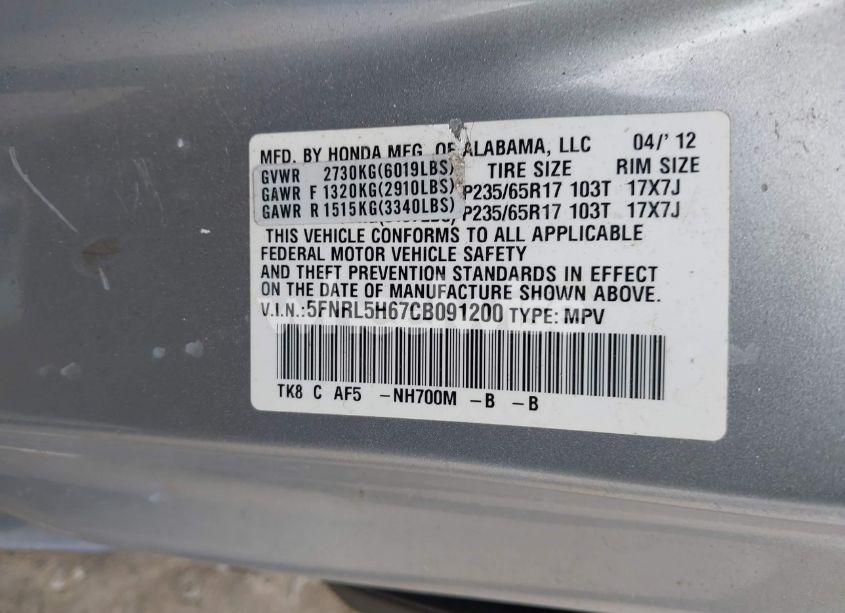 MFD. BY HONDA MFG. OF ALABAMA, LLC 04/' 12
GVWR 2730KG(6019LBS) TIRE SIZE RIM SIZE
GAWR F 1320KG(2910LBS) P235/65R17 103T 17X7J
GAWR R 1515KG(3340LBS) P235/65R17 103T 17X7J
THIS VEHICLE CONFORMS TO ALL APPLICABLE
FEDERAL MOTOR VEHICLE SAFETY
AND THEFT PREVENTION STANDARDS IN EFFECT
ON THE DATE OF MANUFACTURE SHOWN ABOVE.
V.I.N.:5FNRL5H67CB091200 TYPE: MPV
TK8 C AF5 -NH700M -B -B